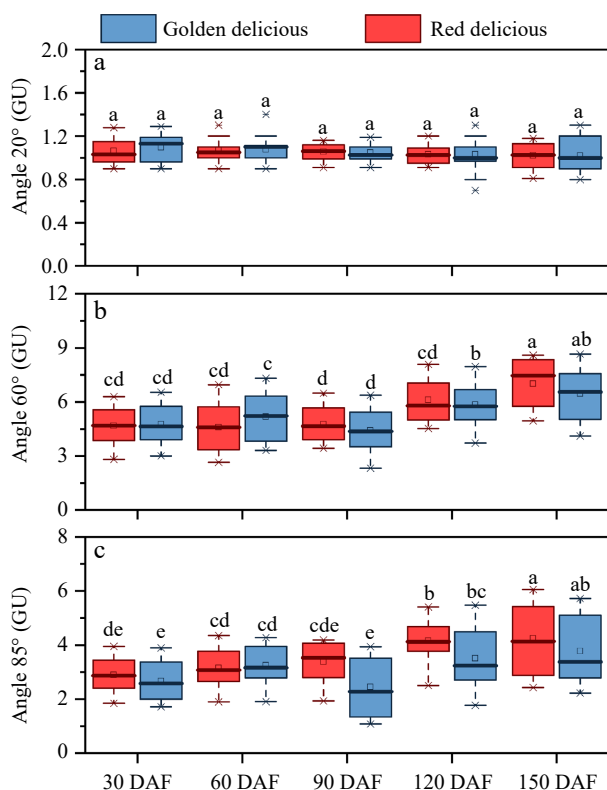 Golden delicious Red delicious
a
Angle 20° (GU)
2.0
1.6
1.2
0.8
0.4
0.0
a a a a a a a a a a
b
Angle 60° (GU)
12
9
6
3
0
cd cd cd c d d cd b a ab
c
Angle 85° (GU)
8
6
4
2
0
de e cd cd cde e b bc a ab
30 DAF 60 DAF 90 DAF 120 DAF 150 DAF